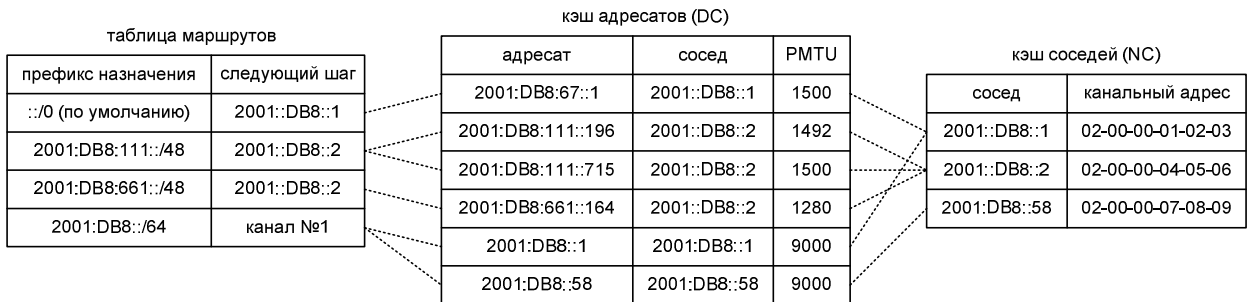 кэш адресатов (DC)
таблица маршрутов
кэш соседей (NC)
префикс назначения следующий шаг
::/0 (по умолчанию) 2001::DB8::1
2001:DB8:111::/48 2001::DB8::2
2001:DB8:661::/48 2001::DB8::2
2001:DB8::/64 канал №1
адресат сосед PMTU
2001:DB8:67::1 2001::DB8::1 1500
2001:DB8:111::196 2001::DB8::2 1492
2001:DB8:111::715 2001::DB8::2 1500
2001:DB8:661::164 2001::DB8::2 1280
2001:DB8::1 2001:DB8::1 9000
2001:DB8::58 2001:DB8::58 9000
сосед канальный адрес
2001::DB8::1 02-00-00-01-02-03
2001::DB8::2 02-00-00-04-05-06
2001:DB8::58 02-00-00-07-08-09